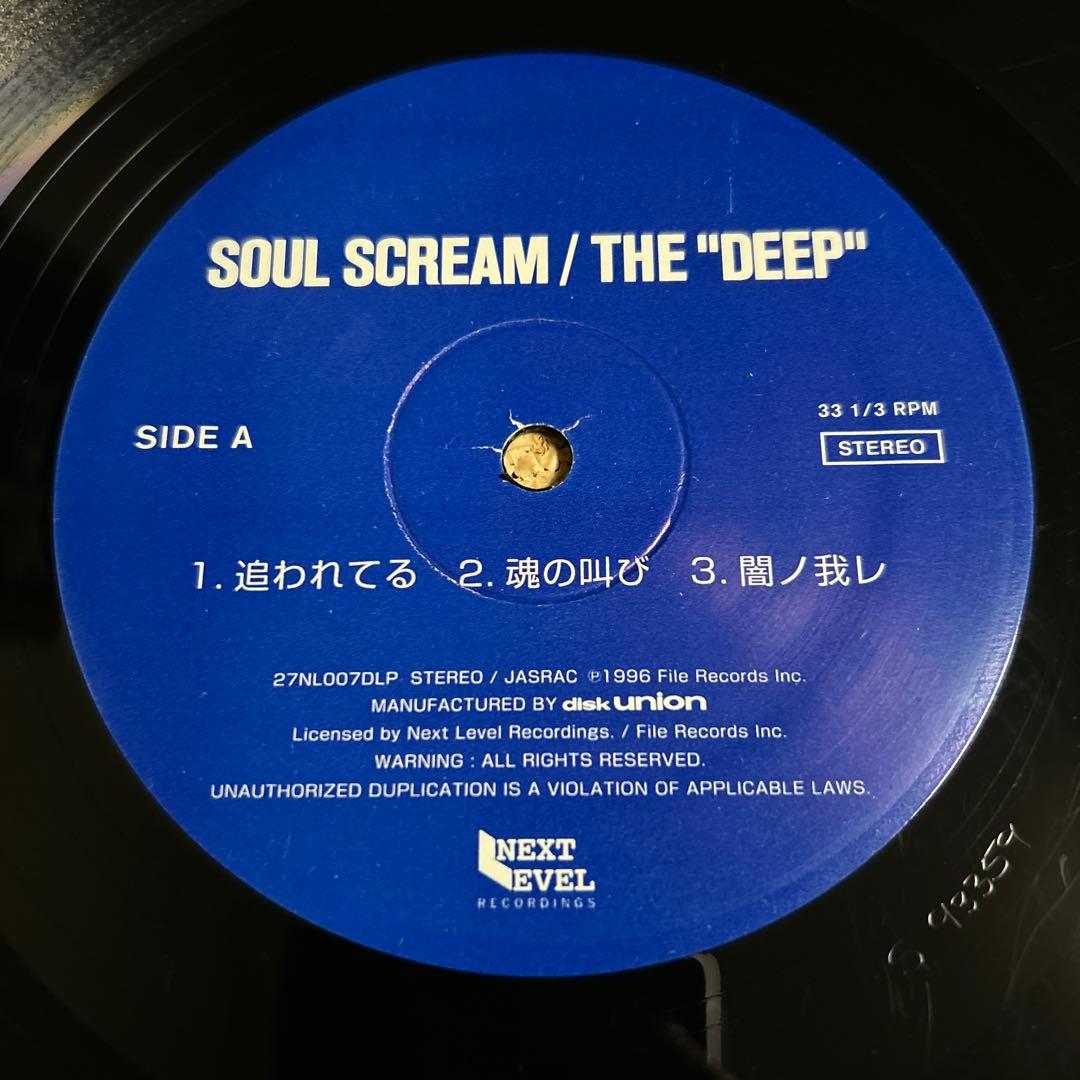 SOUL SCREAM / THE "DEEP"
SIDE A
33 1/3 RPM
STEREO
1. 追われてる 2. 魂の叫び 3. 闇ノ我レ
27NL007DLP STEREO / JASRAC ℗1996 File Records Inc.
MANUFACTURED BY disk union
Licensed by Next Level Recordings. / File Records Inc.
WARNING : ALL RIGHTS RESERVED.
UNAUTHORIZED DUPLICATION IS A VIOLATION OF APPLICABLE LAWS.
NEXT
LEVEL
RECORDINGS
93359